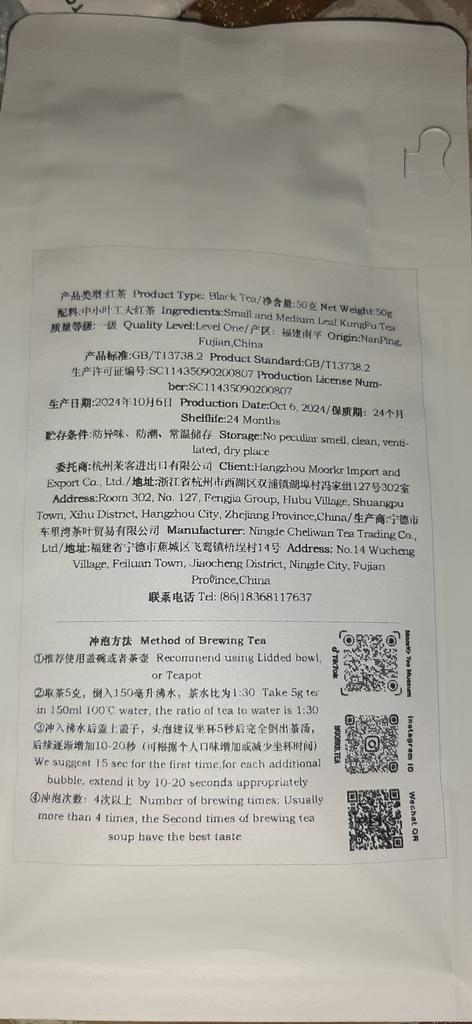 产品类型:红茶 Product Type: Black Tea/净含量:50克 Net Weight:50g
配料:中小叶工夫红茶 Ingredients:Small and Medium Leaf KungFu Tea
质量等级:一级 Quality Level:Level One/产区: 福建南平 Origin:NanPing,
Fujian,China
产品标准:GB/T13738.2 Product Standard:GB/T13738.2
生产许可证编号:SC11435090200807 Production License Num-
ber:SC11435090200807
生产日期:2024年10月6日 Production Date:Oct 6, 2024/保质期: 24个月
Shelflife:24 Months
贮存条件:防异味、防潮、常温储存 Storage:No peculiar smell, clean, venti-
lated, dry place
委托商:杭州茉客进出口有限公司 Client:Hangzhou Moorkr Import and
Export Co., Ltd./地址:浙江省杭州市西湖区双浦镇湖埠村冯家组127号302室
Address:Room 302, No. 127, Fengjia Group, Hubu Village, Shuangpu
Town, Xihu District, Hangzhou City, Zhejiang Province,China/生产商:宁德市
车里湾茶叶贸易有限公司 Manufacturer: Ningde Cheliwan Tea Trading Co.,
Ltd/地址:福建省宁德市蕉城区飞鸾镇梧埕村14号 Address: No.14 Wucheng
Village, Feiluan Town, Jiaocheng District, Ningde City, Fujian
Province,China
联系电话 Tel: (86)18368117637
冲泡方法 Method of Brewing Tea
①推荐使用盖碗或者茶壶 Recommend using Lidded bowl,
or Teapot
②取茶5克, 倒入150毫升沸水, 茶水比为1:30 Take 5g tea
in 150ml 100℃ water, the ratio of tea to water is 1:30
③冲入沸水后盖上盖子, 头泡建议坐杯5秒后完全倒出茶汤,
后续逐渐增加10-20秒 (可根据个人口味增加或减少坐杯时间)
We suggest 15 sec for the first time,for each additional
bubble, extend it by 10-20 seconds appropriately
④冲泡次数: 4次以上 Number of brewing times: Usually
more than 4 times, the Second times of brewing tea
soup have the best taste
TikTok
Moorkr Tea Museum
Instagram ID
Wechat QR